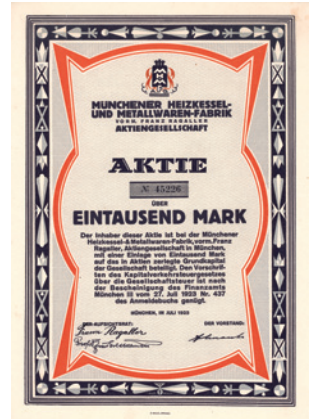 MÜNCHENER HEIZKESSEL-
UND METALLWAREN-FABRIK
VORM. FRANZ RAGALLER
AKTIENGESELLSCHAFT
AKTIE
№ 45226
ÜBER
EINTAUSEND MARK
Der Inhaber dieser Aktie ist bei der Münchener
Heizkessel-&Metallwaren-Fabrik, vorm. Franz
Ragaller, Aktiengesellschaft in München,
mit einer Einlage von Eintausend Mark
auf das in Aktien zerlegte Grundkapital
der Gesellschaft beteiligt. Den Vorschrif-
ten des Kapitalverkehrsteuergesetzes
über die Gesellschaftsteuer ist nach
der Bescheinigung des Finanzamts
München III vom 27. Juli 1923 Nr. 437
des Anmeldebuchs genügt.
MÜNCHEN, IM JULI 1923
DER AUFSICHTSRAT:
DER VORSTAND:
Ragaller